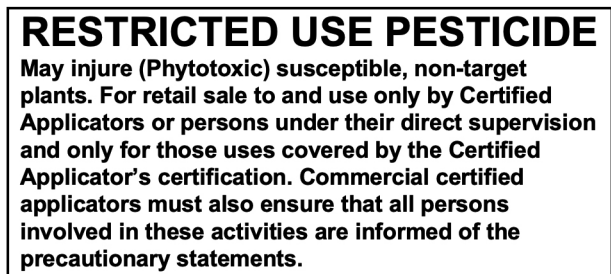 RESTRICTED USE PESTICIDE
May injure (Phytotoxic) susceptible, non-target
plants. For retail sale to and use only by Certified
Applicators or persons under their direct supervision
and only for those uses covered by the Certified
Applicator’s certification. Commercial certified
applicators must also ensure that all persons
involved in these activities are informed of the
precautionary statements.